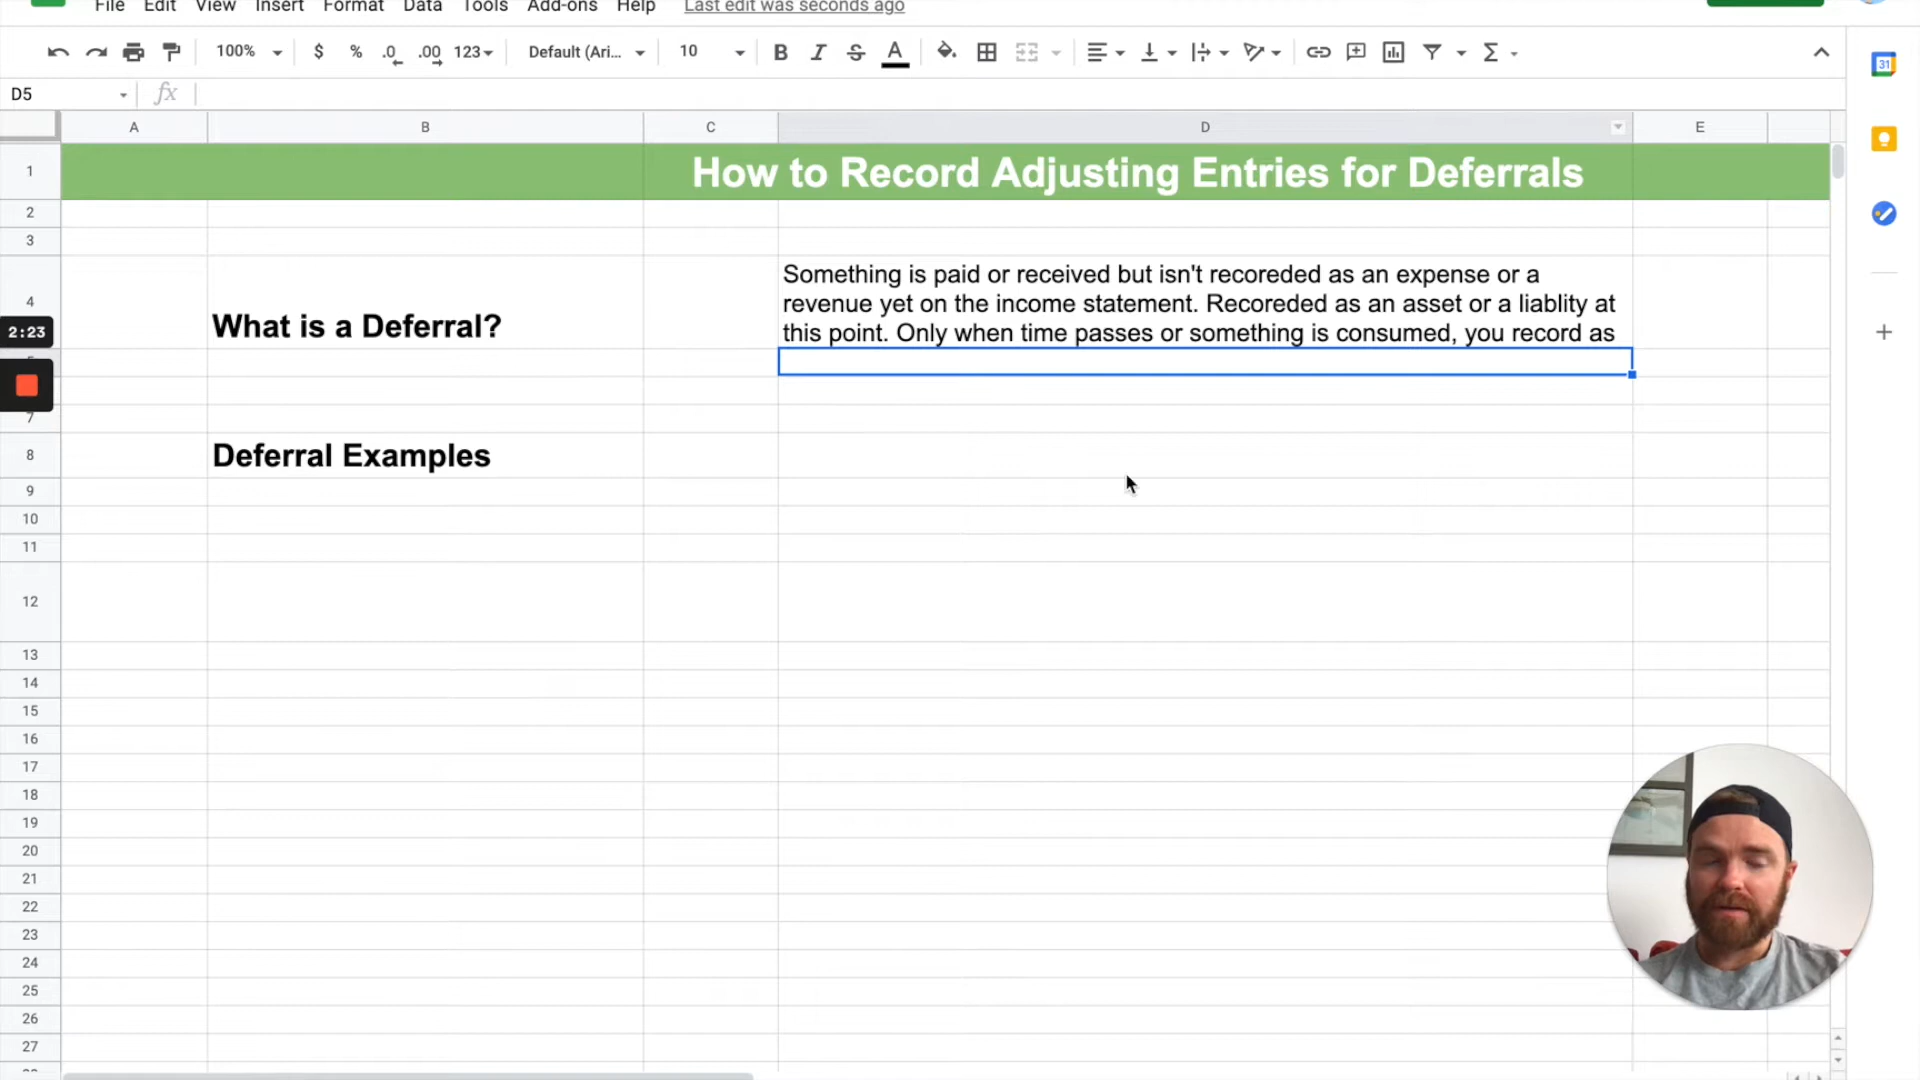 File Edit View Insert Format Data Tools Add-ons Help Last edit was seconds ago
100% $ % .0 .00 123 Default (Ari... 10 B I S A Σ
31
D5 fx
A B C D E
1 How to Record Adjusting Entries for Deferrals
2
3
Something is paid or received but isn't recoreded as an expense or a
4 revenue yet on the income statement. Recoreded as an asset or a liablity at
What is a Deferral? this point. Only when time passes or something is consumed, you record as
2:23
7
8 Deferral Examples
9
10
11
12
13
14
15
16
17
18
19
20
21
22
23
24
25
26
27